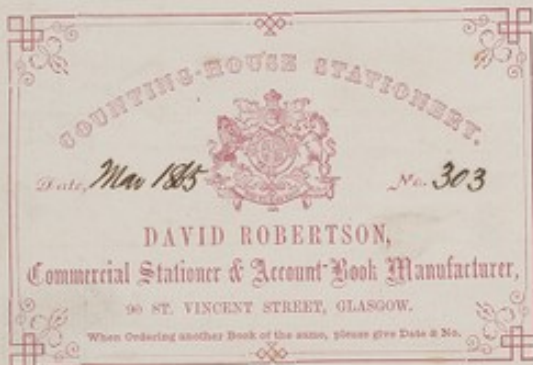 COUNTING-HOUSE STATIONERY.
Date, Mar 1865 No. 303
DAVID ROBERTSON,
Commercial Stationer & Account-Book Manufacturer,
90 ST. VINCENT STREET, GLASGOW.
When Ordering another Book of the same, please give Date & No.